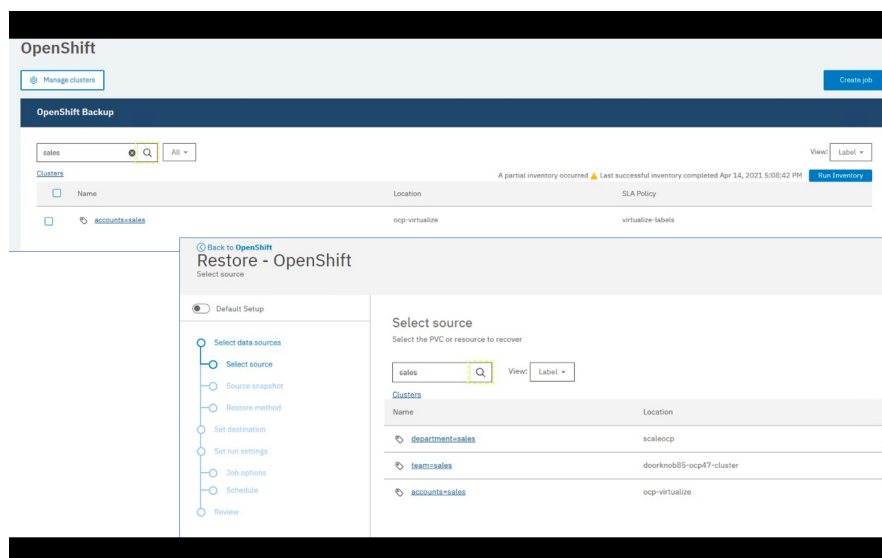 OpenShift
Manage clusters
Create job
OpenShift Backup
sales
All
View: Label
Clusters
A partial inventory occurred Last successful inventory completed Apr 14, 2021 5:08:42 PM
Run Inventory
Name Location SLA Policy
accounts=sales ocp-virtualize virtualize-labels
Back to OpenShift
Restore - OpenShift
Select source
Default Setup
Select data sources
Select source
Source snapshot
Restore method
Set destination
Set run settings
Job options
Schedule
Review
Select source
Select the PVC or resource to recover
sales
View: Label
Clusters
Name Location
department=sales scaleocp
team=sales doorknob85-ocp47-cluster
accounts=sales ocp-virtualize